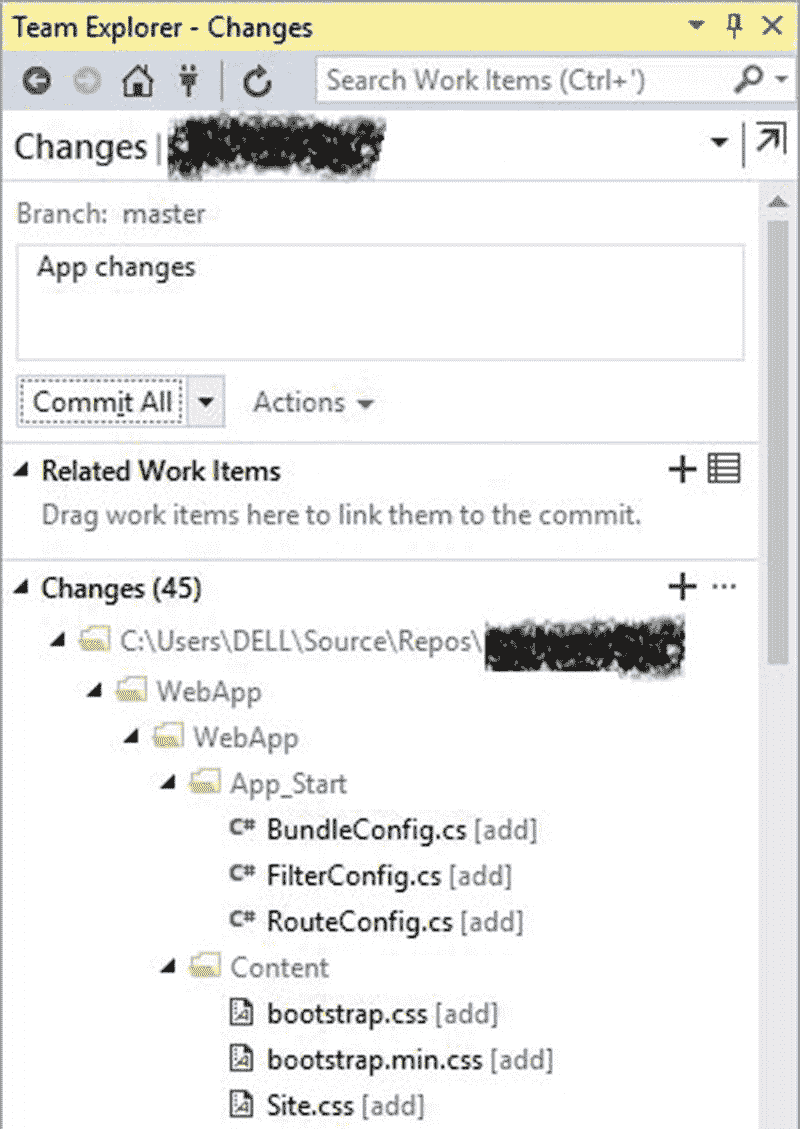 Team Explorer - Changes
Search Work Items (Ctrl+')
Changes |
Branch: master
App changes
Commit All Actions
Related Work Items
Drag work items here to link them to the commit.
Changes (45)
C:\Users\DELL\Source\Repos\
WebApp
WebApp
App_Start
C# BundleConfig.cs [add]
C# FilterConfig.cs [add]
C# RouteConfig.cs [add]
Content
bootstrap.css [add]
bootstrap.min.css [add]
Site.css [add]